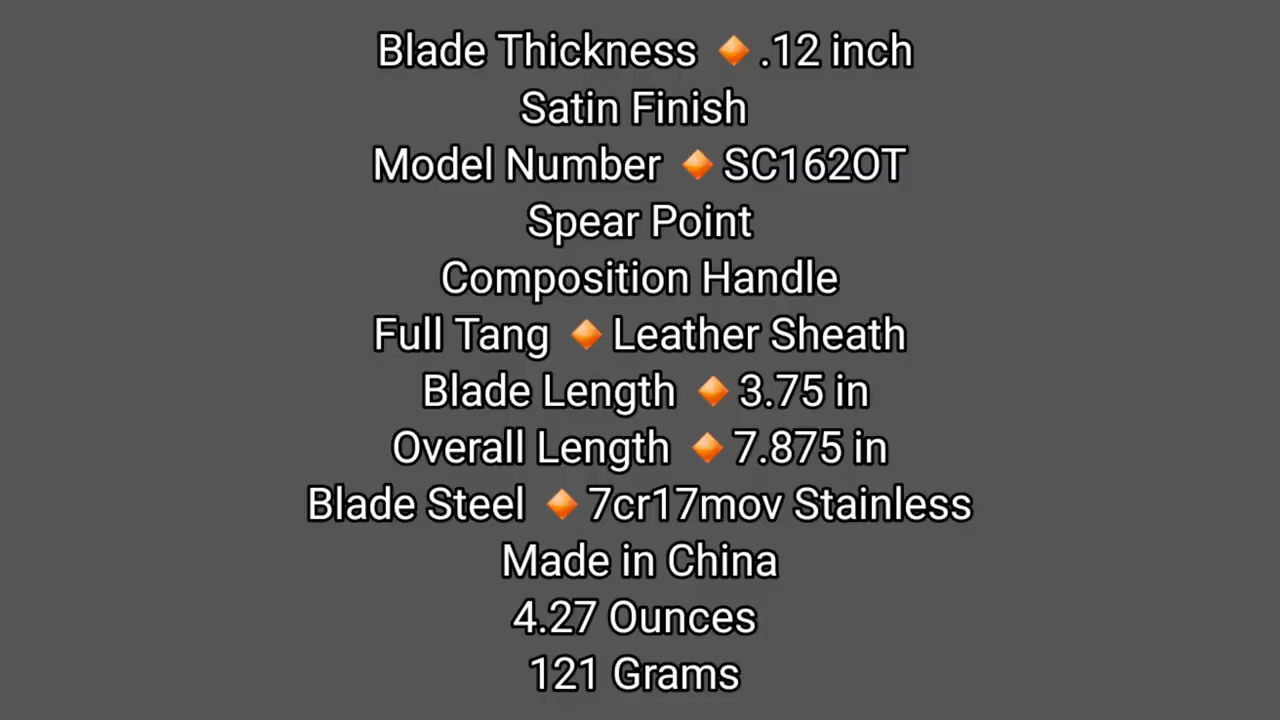 Blade Thickness 🔸.12 inch
Satin Finish
Model Number 🔸SC162OT
Spear Point
Composition Handle
Full Tang 🔸Leather Sheath
Blade Length 🔸3.75 in
Overall Length 🔸7.875 in
Blade Steel 🔸7cr17mov Stainless
Made in China
4.27 Ounces
121 Grams